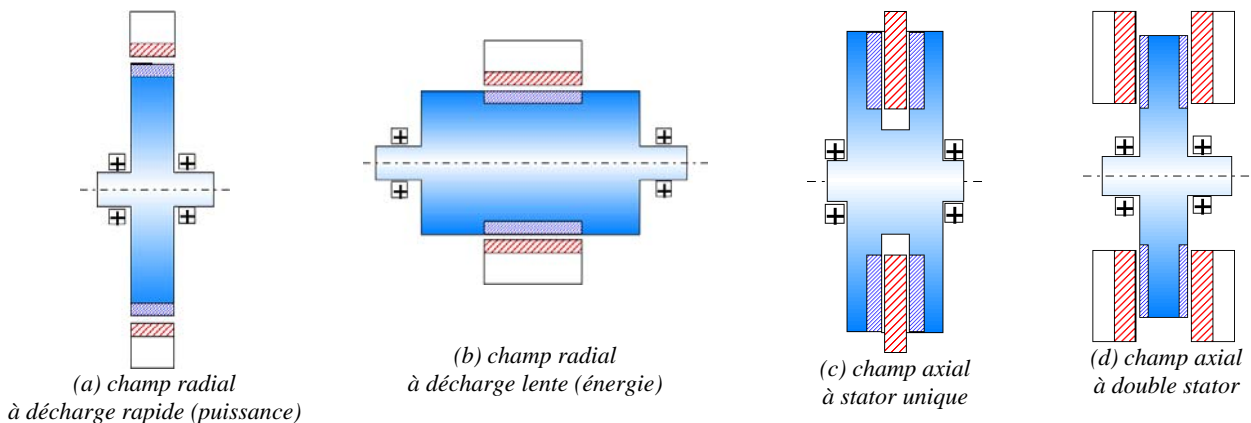 (a) champ radial
à décharge rapide (puissance)
(b) champ radial
à décharge lente (énergie)
(c) champ axial
à stator unique
(d) champ axial
à double stator